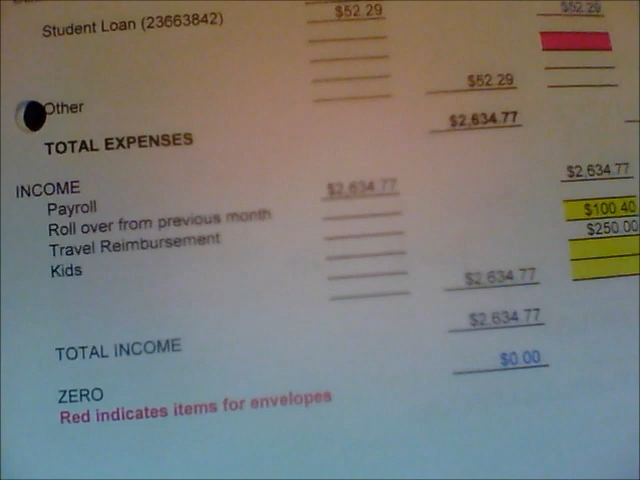 $52.29 $52.29
Student Loan (23663842)
$52.29
Other
$2,634.77
TOTAL EXPENSES
$2,634.77
INCOME $2,634.77
Payroll $100.40
Roll over from previous month $250.00
Travel Reimbursement
Kids
$2,634.77
$2,634.77
TOTAL INCOME
$0.00
ZERO
Red indicates items for envelopes